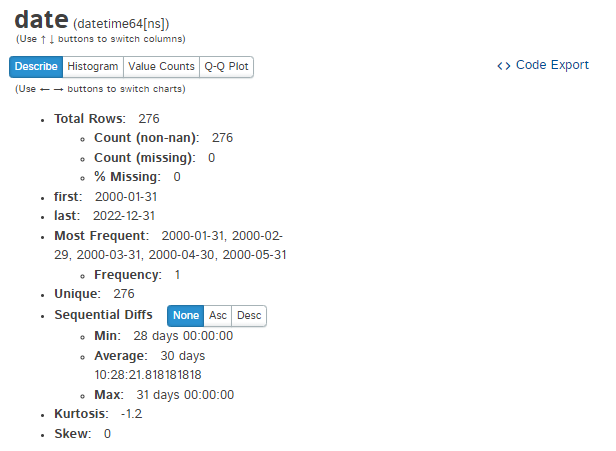 date (datetime64[ns])
(Use ↑ ↓ buttons to switch columns)
Describe Histogram Value Counts Q-Q Plot
<> Code Export
(Use ← → buttons to switch charts)
Total Rows: 276
Count (non-nan): 276
Count (missing): 0
% Missing: 0
first: 2000-01-31
last: 2022-12-31
Most Frequent: 2000-01-31, 2000-02-
29, 2000-03-31, 2000-04-30, 2000-05-31
Frequency: 1
Unique: 276
Sequential Diffs None Asc Desc
Min: 28 days 00:00:00
Average: 30 days
10:28:21.818181818
Max: 31 days 00:00:00
Kurtosis: -1.2
Skew: 0